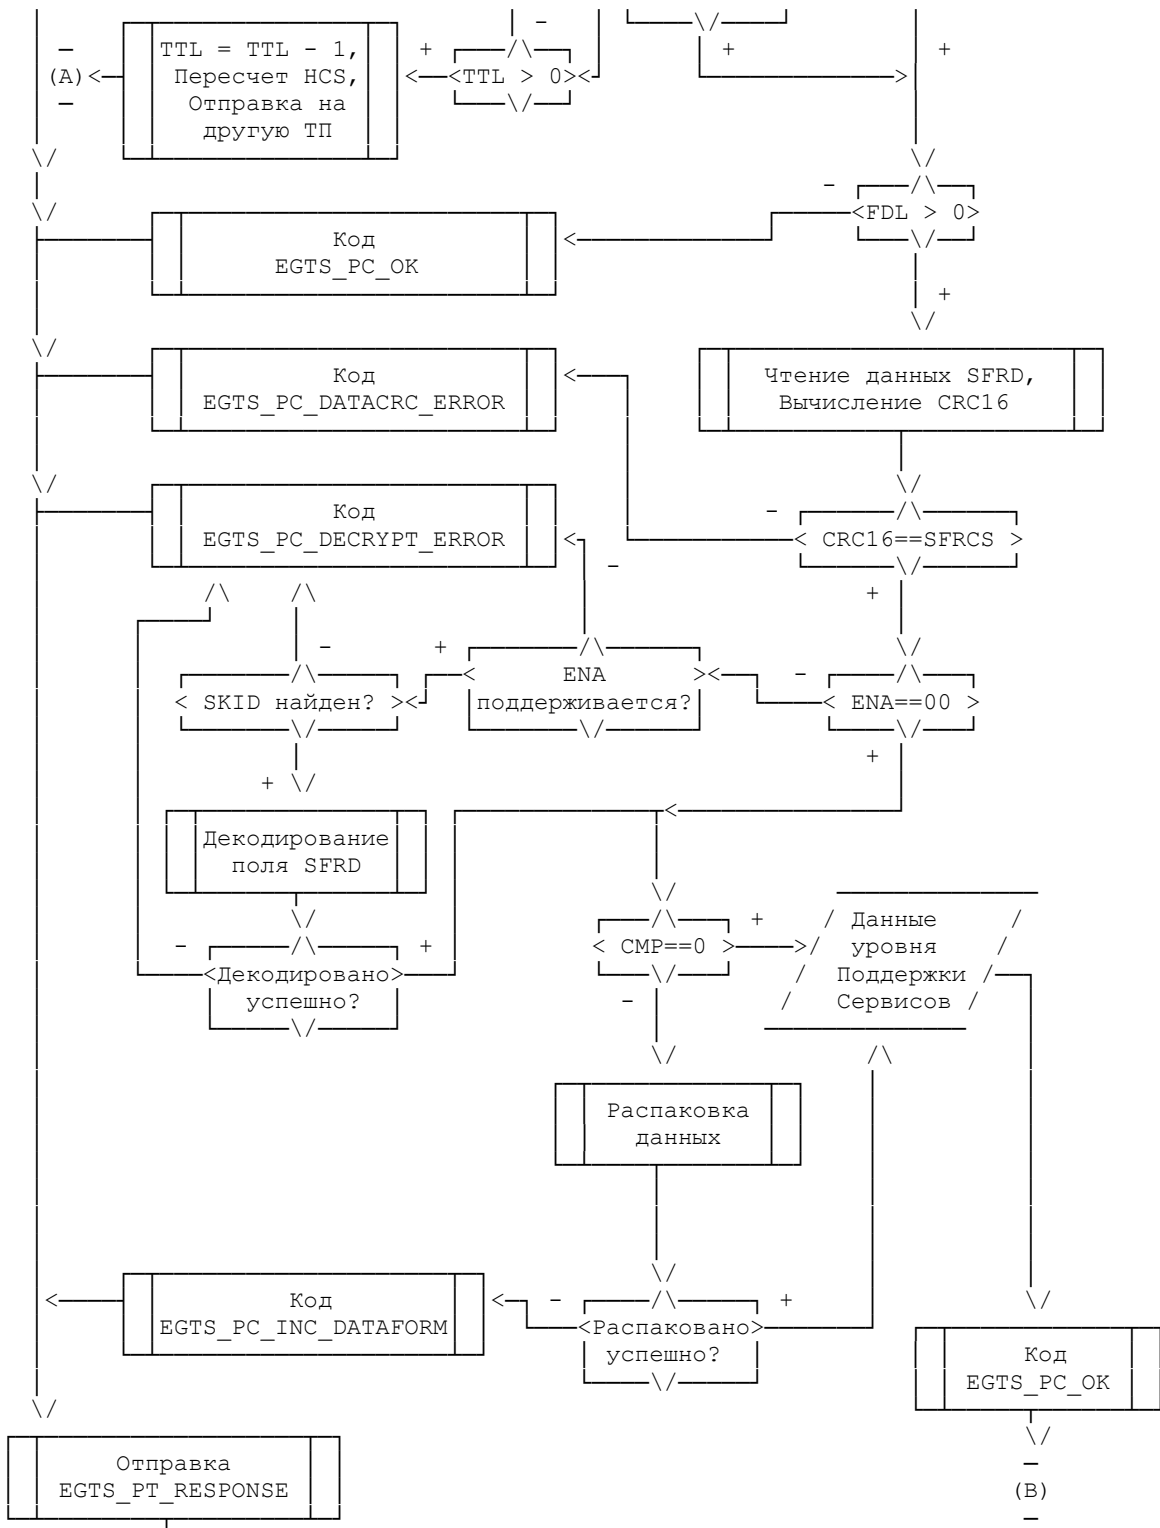 -
TTL = TTL - 1,
+
+
+
(A)
Пересчет HCS,
TTL > 0
Отправка на
другую ТП
-
FDL > 0
Код
EGTS_PC_OK
+
Код
EGTS_PC_DATACRC_ERROR
Чтение данных SFRD,
Вычисление CRC16
Код
EGTS_PC_DECRYPT_ERROR
-
CRC16==SFRCS
-
+
-
+
-
SKID найден?
ENA
поддерживается?
ENA==00
+
+
Декодирование
поля SFRD
-
+
Декодировано
успешно?
CMP==0
+
-
Данные
уровня
Поддержки
Сервисов
Распаковка
данных
Код
EGTS_PC_INC_DATAFORM
-
+
Распаковано
успешно?
Код
EGTS_PC_OK
Отправка
EGTS_PT_RESPONSE
(B)